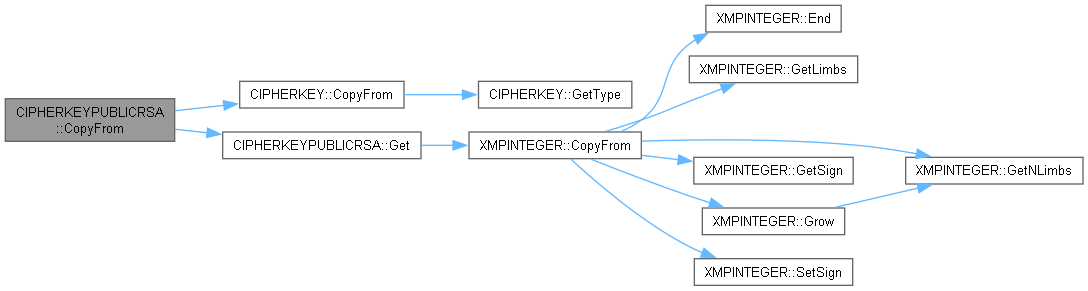 CIPHERKEYPUBLICRSA
::CopyFrom
CIPHERKEY::CopyFrom
CIPHERKEY::GetType
CIPHERKEYPUBLICRSA::Get
XMPINTEGER::CopyFrom
XMPINTEGER::End
XMPINTEGER::GetLimbs
XMPINTEGER::GetSign
XMPINTEGER::GetNLimbs
XMPINTEGER::Grow
XMPINTEGER::SetSign